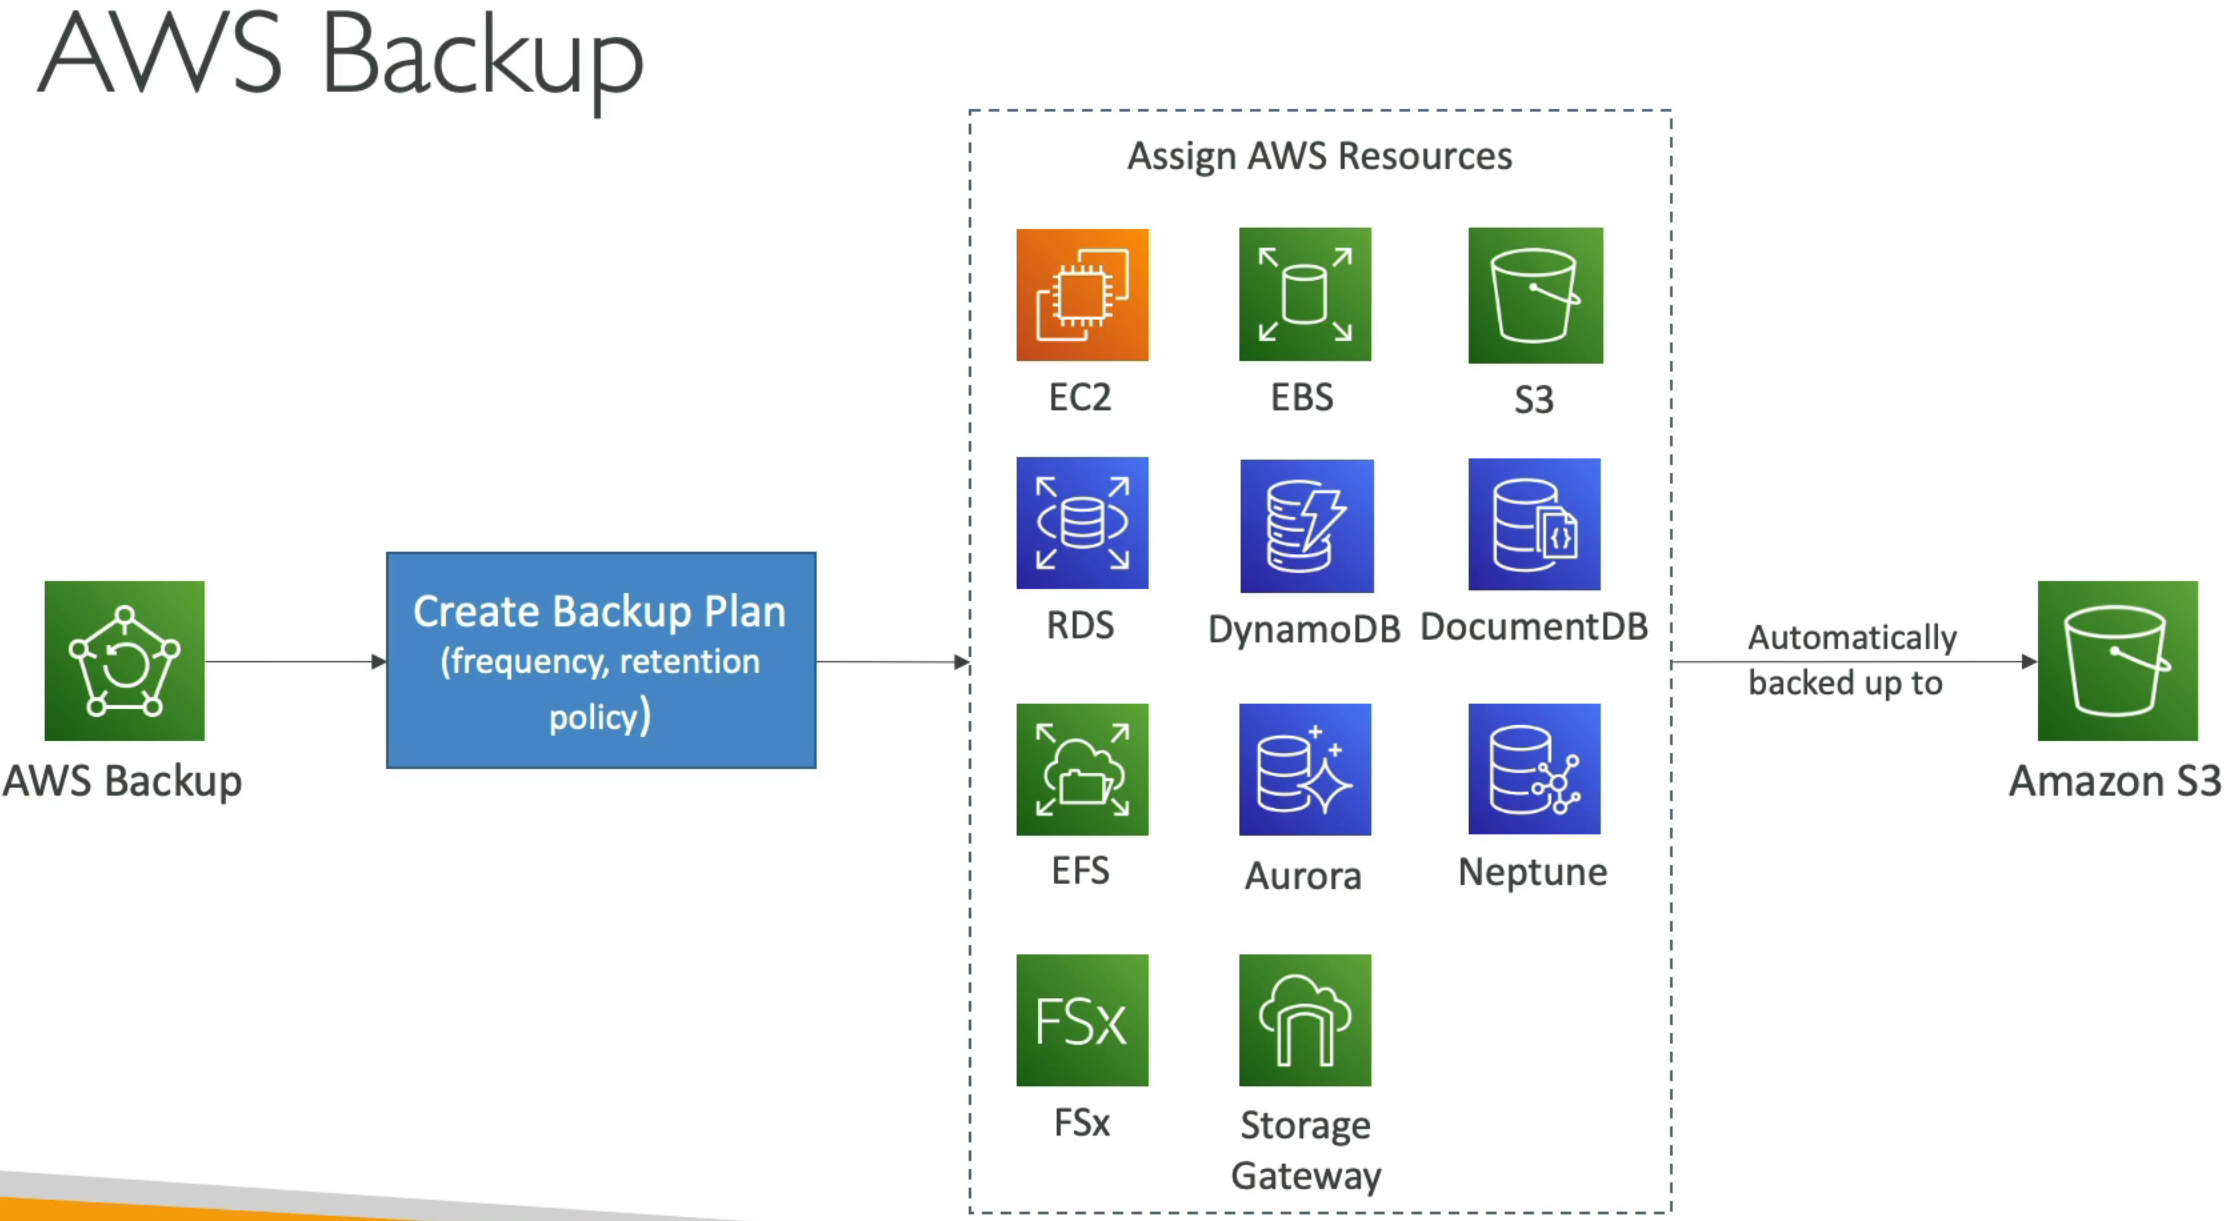 AWS Backup
Assign AWS Resources
EC2
EBS
S3
RDS
DynamoDB
DocumentDB
AWS Backup
Create Backup Plan
(frequency, retention
policy)
Automatically
backed up to
Amazon S3
EFS
Aurora
Neptune
FSx
FSx
Storage
Gateway